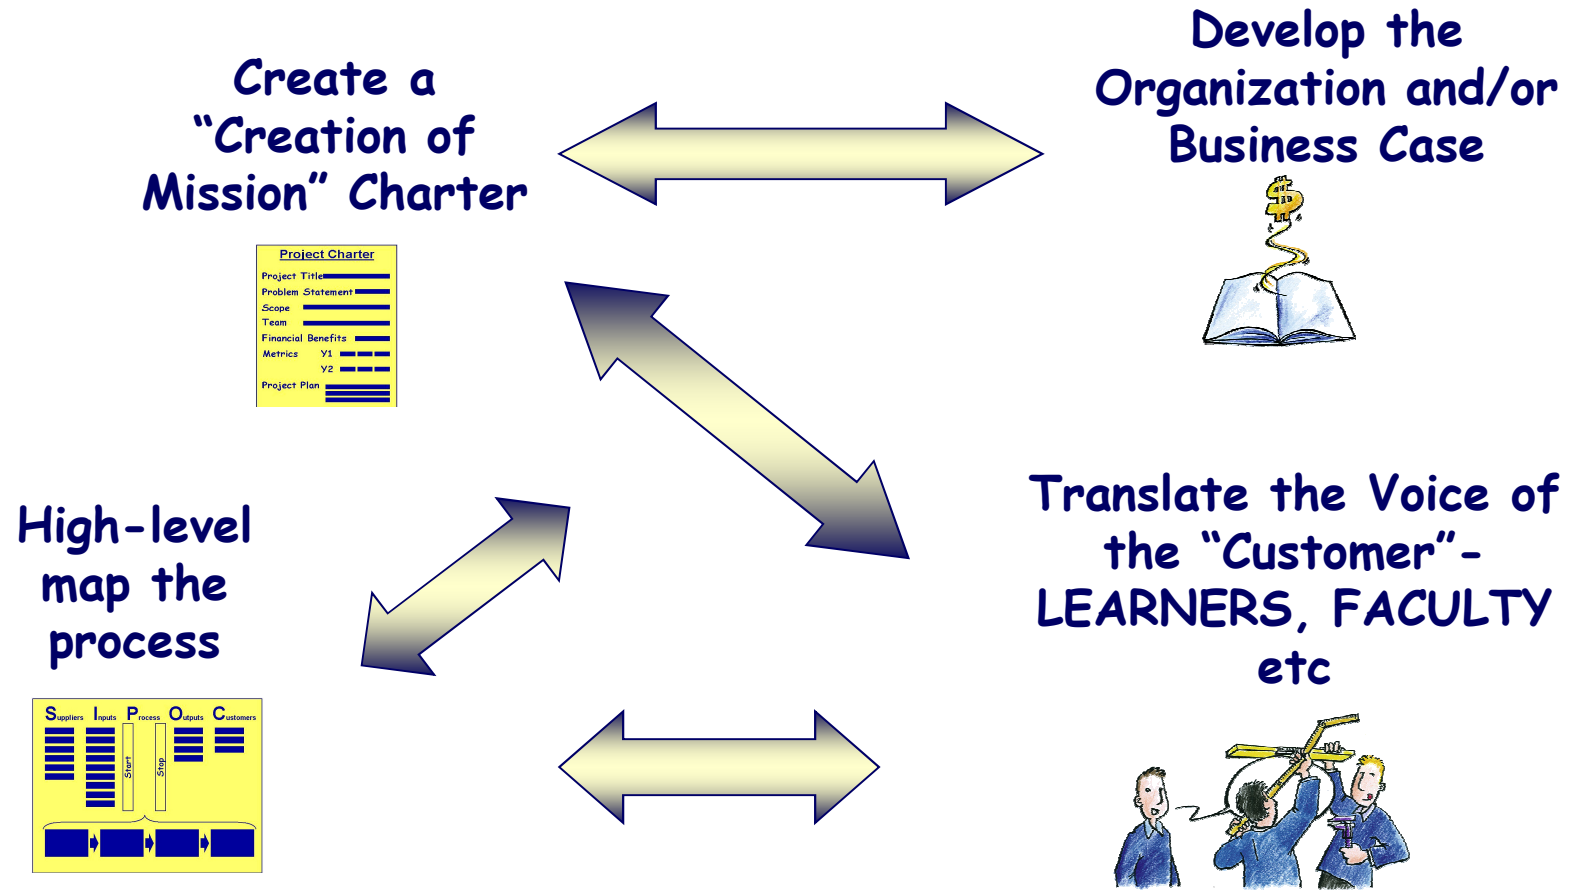 Create a
“Creation of
Mission” Charter
Develop the
Organization and/or
Business Case
$
Project Charter
Project Title
Problem Statement
Scope
Team
Financial Benefits
Metrics Y1
Y2
Project Plan
High-level
map the
process
Translate the Voice of
the “Customer”-
LEARNERS, FACULTY
etc
Suppliers Inputs Process Outputs Customers
Start
Stop